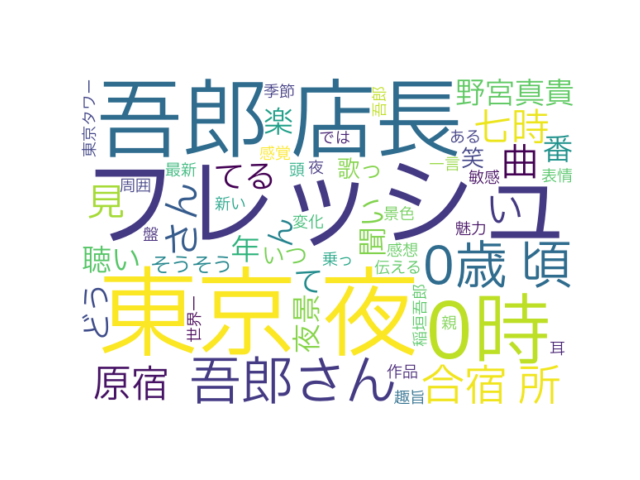 東京タワー
吾郎 店長
季節
楽
では
吾郎
野宮真貴
七時
ある
番
感覚
笑
一言
曲
敏感
表情
見
周囲
最新
てる
頭
夜
歌っ
フレッシュ
い
新い
さん
ん
変化
聞い
景色
魅力
盤
年
聴い
そうそう
いつ
て
感想
乗っ
伝える
0歳 頃
どう
世界一
東京 夜
夜景
稲垣吾郎
親
0時
耳
原宿
吾郎さん
作品
趣旨
合宿 所